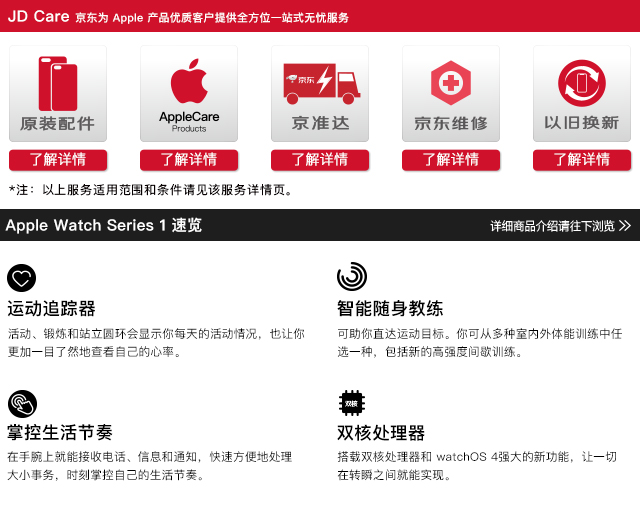 JD Care 京东为 Apple 产品优质客户提供全方位一站式无忧服务
原装配件
AppleCare
Products
京东
京准达
京东维修
以旧换新
了解详情 了解详情 了解详情 了解详情 了解详情
*注：以上服务适用范围和条件请见该服务详情页。
Apple Watch Series 1 速览 详细商品介绍请往下浏览 >>
运动追踪器
活动、锻炼和站立圆环会显示你每天的活动情况，也让你
更加一目了然地查看自己的心率。
智能随身教练
可助你直达运动目标。你可从多种室内外体能训练中任
选一种，包括新的高强度间歇训练。
掌控生活节奏
在手腕上就能接收电话、信息和通知，快速方便地处理
大小事务，时刻掌控自己的生活节奏。
双核
双核处理器
搭载双核处理器和 watchOS 4强大的新功能，让一切
在转瞬之间就能实现。